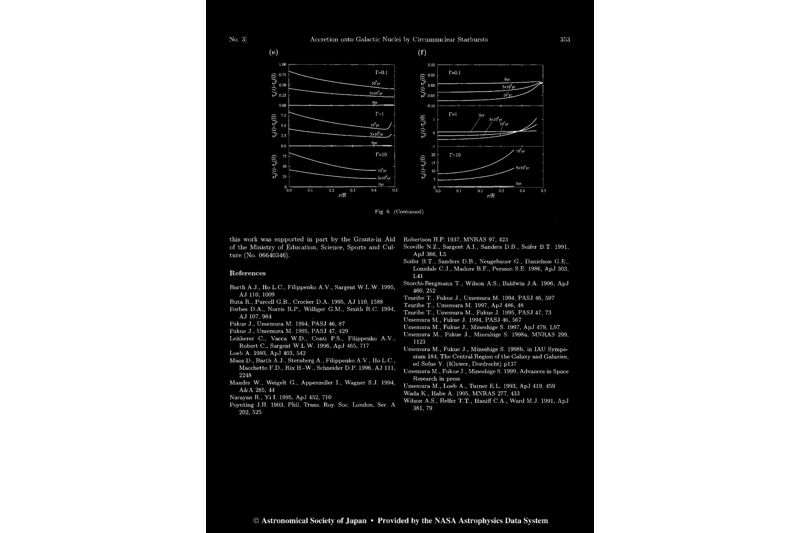 No. 3]
Accretion onto Galactic Nuclei by Circumnuclear Starbursts
353
(e)
(f)
Γ=0.1
Γ=1
Γ=10
r/R
Γ=0.1
Γ=1
Γ=10
r/R
Fig. 6. (Continued)
this work was supported in part by the Grants-in Aid
of the Ministry of Education, Science, Sports and Cul-
ture (No. 06640346).
References
Barth A.J., Ho L.C., Filippenko A.V., Sargent W.L.W. 1995,
AJ 110, 1009
Buta R., Purcell G.B., Crocker D.A. 1995, AJ 110, 1588
Forbes D.A., Norris R.P., Williger G.M., Smith R.C. 1994,
AJ 107, 984
Fukue J., Umemura M. 1994, PASJ 46, 87
Fukue J., Umemura M. 1995, PASJ 47, 429
Leitherer C., Vacca W.D., Conti P.S., Filippenko A.V.,
Robert C., Sargent W.L.W. 1996, ApJ 465, 717
Loeb A. 1993, ApJ 403, 542
Maoz D., Barth A.J., Sternberg A., Filippenko A.V., Ho L.C.,
Macchetto F.D., Rix H.-W., Schneider D.P. 1996, AJ 111,
2248
Mauder W., Weigelt G., Appenzeller I., Wagner S.J. 1994,
A&A 285, 44
Narayan R., Yi I. 1995, ApJ 452, 710
Poynting J.H. 1903, Phil. Trans. Roy. Soc. London, Ser. A
202, 525
Robertson H.P. 1937, MNRAS 97, 423
Scoville N.Z., Sargent A.I., Sanders D.B., Soifer B.T. 1991,
ApJ 366, L5
Soifer B.T., Sanders D.B., Neugebauer G., Danielson G.E.,
Lonsdale C.J., Madore B.F., Persson S.E. 1986, ApJ 303,
L41
Storchi-Bergmann T., Wilson A.S., Baldwin J.A. 1996, ApJ
460, 252
Tsuribe T., Fukue J., Umemura M. 1994, PASJ 46, 597
Tsuribe T., Umemura M. 1997, ApJ 486, 48
Tsuribe T., Umemura M., Fukue J. 1995, PASJ 47, 73
Umemura M., Fukue J. 1994, PASJ 46, 567
Umemura M., Fukue J., Mineshige S. 1997, ApJ 479, L97
Umemura M., Fukue J., Mineshige S. 1998a, MNRAS 299,
1123
Umemura M., Fukue J., Mineshige S. 1998b, in IAU Sympo-
sium 184, The Central Region of the Galaxy and Galaxies,
ed Sofue Y. (Kluwer, Dordrecht) p137
Umemura M., Fukue J., Mineshige S. 1999, Advances in Space
Research in press
Umemura M., Loeb A., Turner E.L. 1993, ApJ 419, 459
Wada K., Habe A. 1995, MNRAS 277, 433
Wilson A.S., Helfer T.T., Haniff C.A., Ward M.J. 1991, ApJ
381, 79
© Astronomical Society of Japan • Provided by the NASA Astrophysics Data System